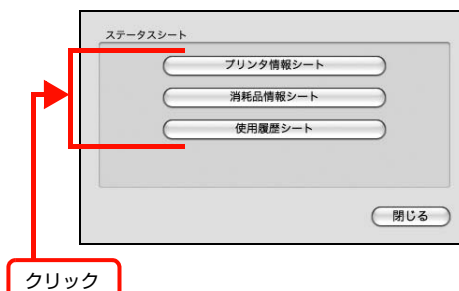 ステータスシート
プリンタ情報シート
消耗品情報シート
使用履歴シート
閉じる
クリック